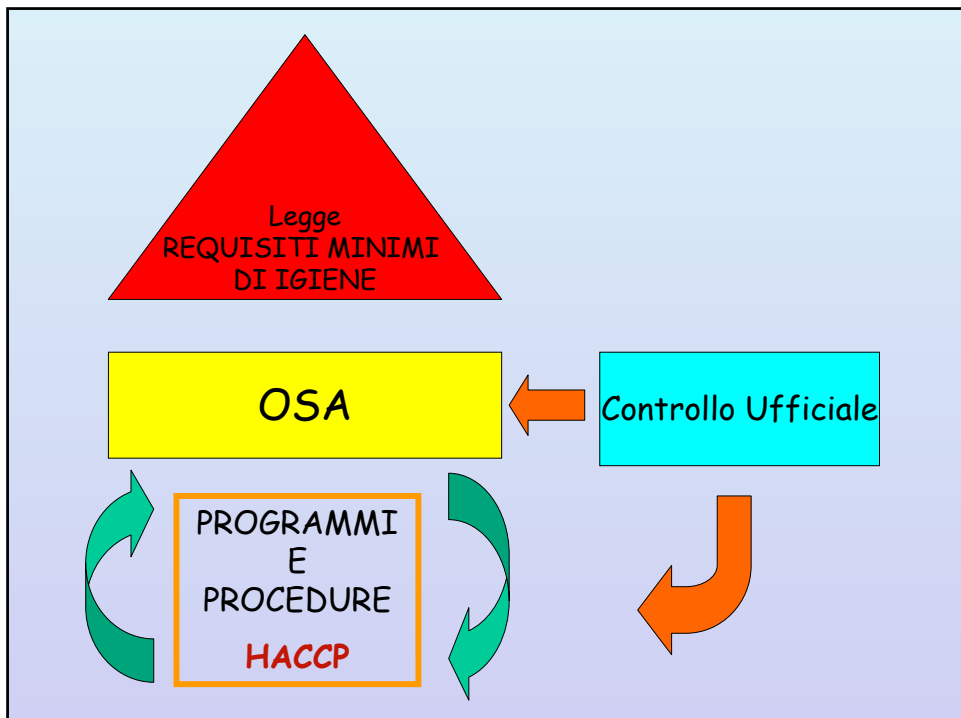 Legge
REQUISITI MINIMI
DI IGIENE
OSA
Controllo Ufficiale
PROGRAMMI
E
PROCEDURE
HACCP